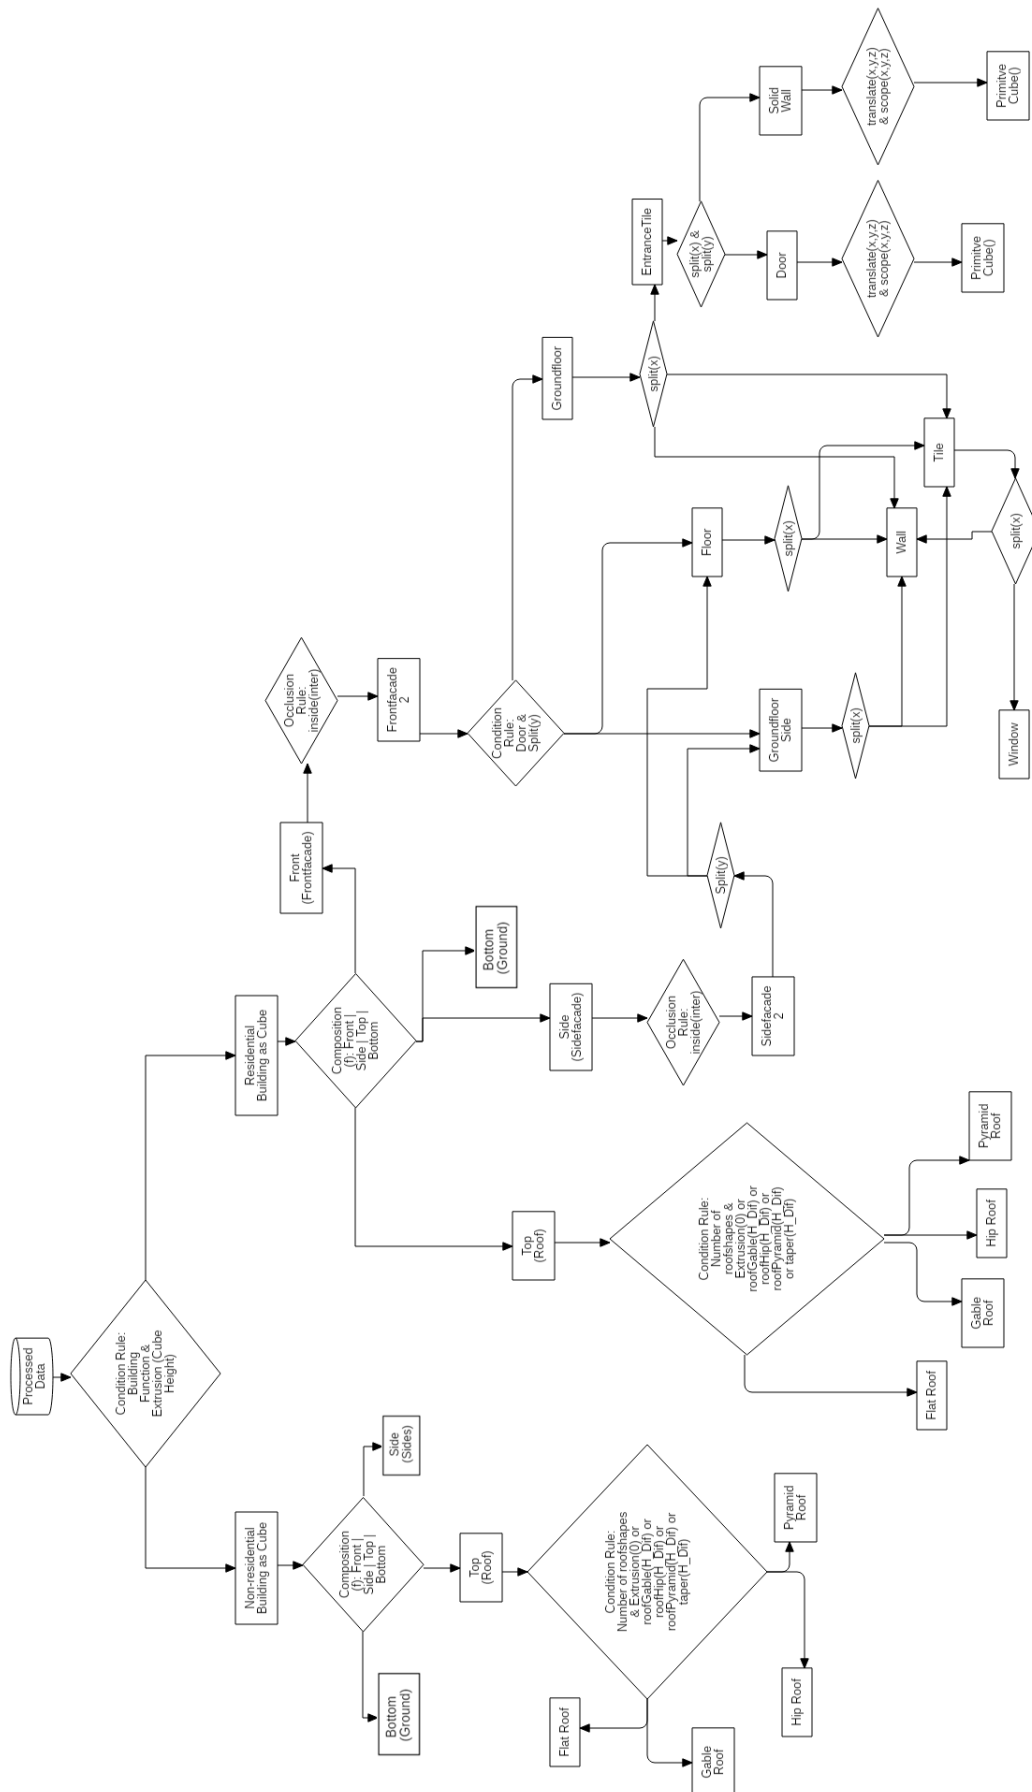 Processed
Data
Condition Rule:
Building
Function &
Extrusion (Cube
Height)
Non-residential
Building as Cube
Residential
Building as Cube
Composition
(f): Front |
Side | Top |
Bottom
Bottom
(Ground)
Side
(Sides)
Top
(Roof)
Condition Rule:
Number of roofshapes
& Extrusion(0) or
roofGable(H_Dif) or
roofHip(H_Dif) or
roofPyramid(H_Dif) or
taper(H_Dif)
Flat Roof
Gable
Roof
Hip Roof
Pyramid
Roof
Composition
(f): Front |
Side | Top |
Bottom
Top
(Roof)
Condition Rule:
Number of
roofshapes &
Extrusion(0) or
roofGable(H_Dif) or
roofHip(H_Dif) or
roofPyramid(H_Dif)
or taper(H_Dif)
Flat Roof
Gable
Roof
Hip Roof
Pyramid
Roof
Side
(Sidefacade)
Bottom
(Ground)
Front
(Frontfacade)
Occlusion
Rule:
inside(inter)
Sidefacade
2
Split(y)
Occlusion
Rule:
inside(inter)
Frontfacade
2
Condition
Rule:
Door &
Split(y)
Groundfloor
Side
split(x)
Floor
split(x)
Groundfloor
split(x)
Wall
Tile
split(x)
Window
EntranceTile
split(x) &
split(y)
Door
translate(x,y,z)
& scope(x,y,z)
Primitve
Cube()
Solid
Wall
translate(x,y,z)
& scope(x,y,z)
Primitve
Cube()